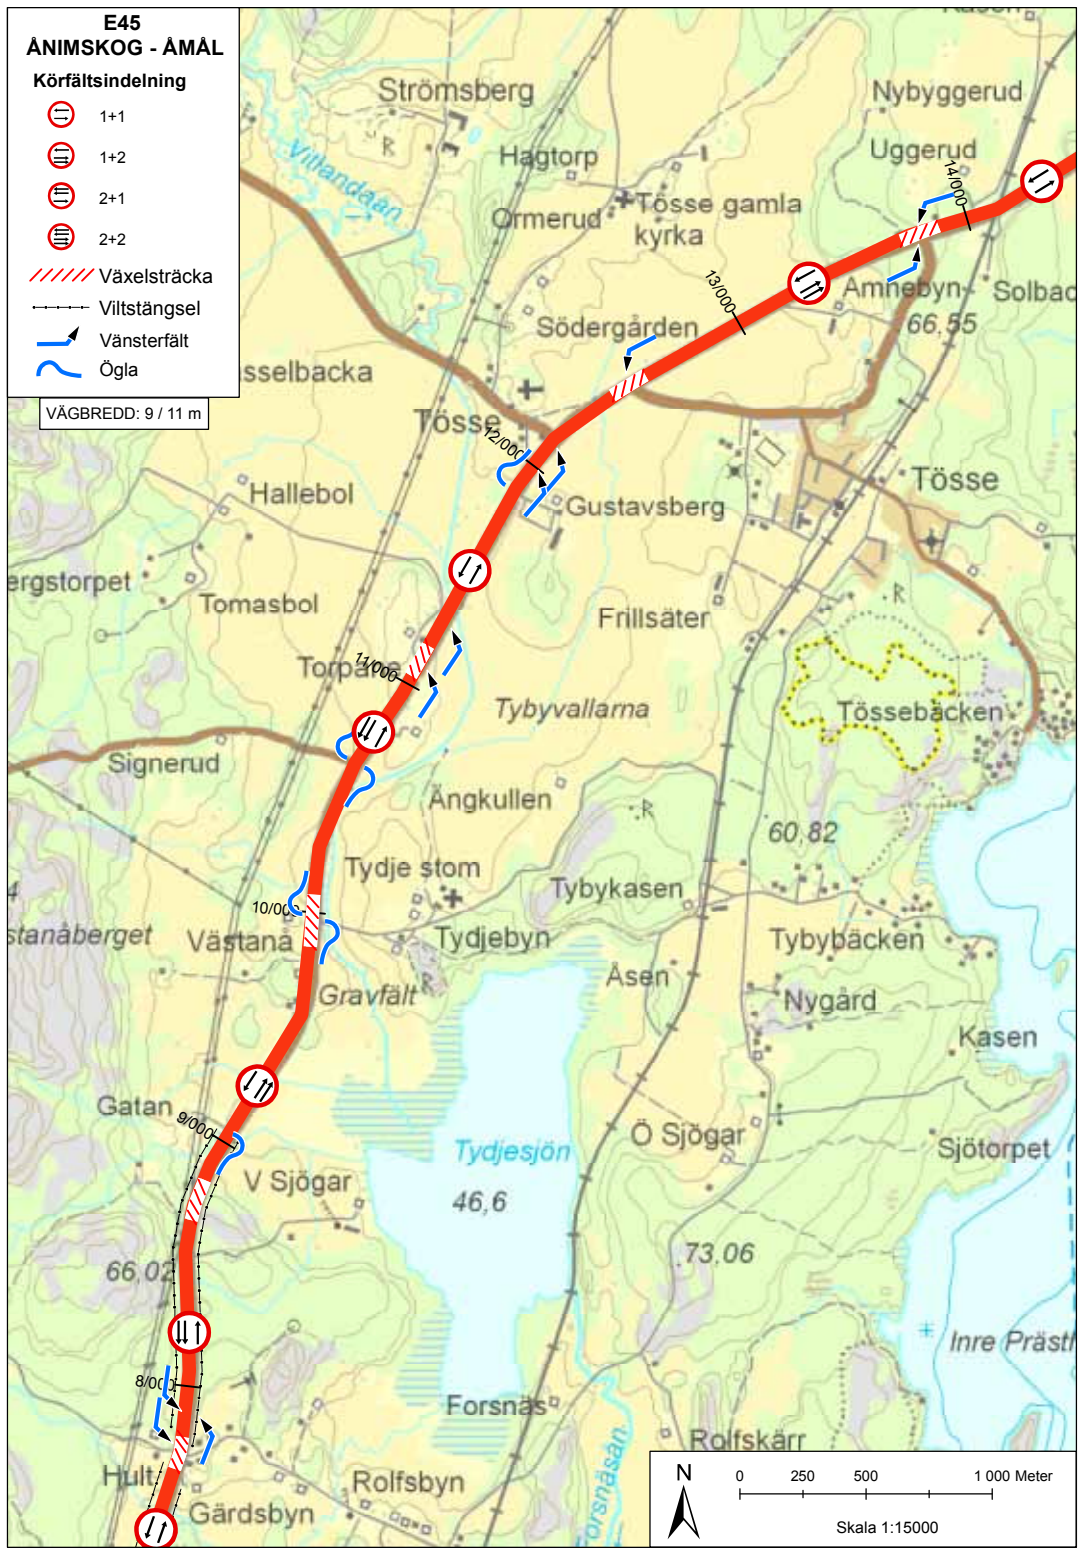 E45
ÅNIMSKOG - ÅMÅL
Körfältsindelning
1+1
1+2
2+1
2+2
Växelsträcka
Viltstängsel
Vänsterfält
Ögla
VÄGBREDD: 9 / 11 m
Strömsberg
Nybyggerud
Uggerud
Hagtorp
Villandaån
Ormerud
Tösse gamla
kyrka
14/000
13/000
Amnebyn
Solbac
66,55
Södergården
asselbacka
Tösse
12/000
Hallebol
Gustavsberg
Tösse
R
ergstorpet
Tomasbol
Frillsäter
R
11/000
Tybyvallarna
Tössebäcken
Signerud
Ängkullen
R
60,82
Tydje stom
Tybykasen
4
10/000
stanåberget
Västana
Tydjebyn
Tybybäcken
Åsen
Gravfält
R
Nygård
Kasen
Gatan
9/000
Ö Sjögar
Tydjesjön
Sjötorpet
V Sjögar
46,6
73,06
66,02
Inre Prästh
8/000
Forsnäs
Rolfskärr
Hult
Rolfsbyn
Gärdsbyn
orsnäsån
N
0 250 500 1 000 Meter
Skala 1:15000